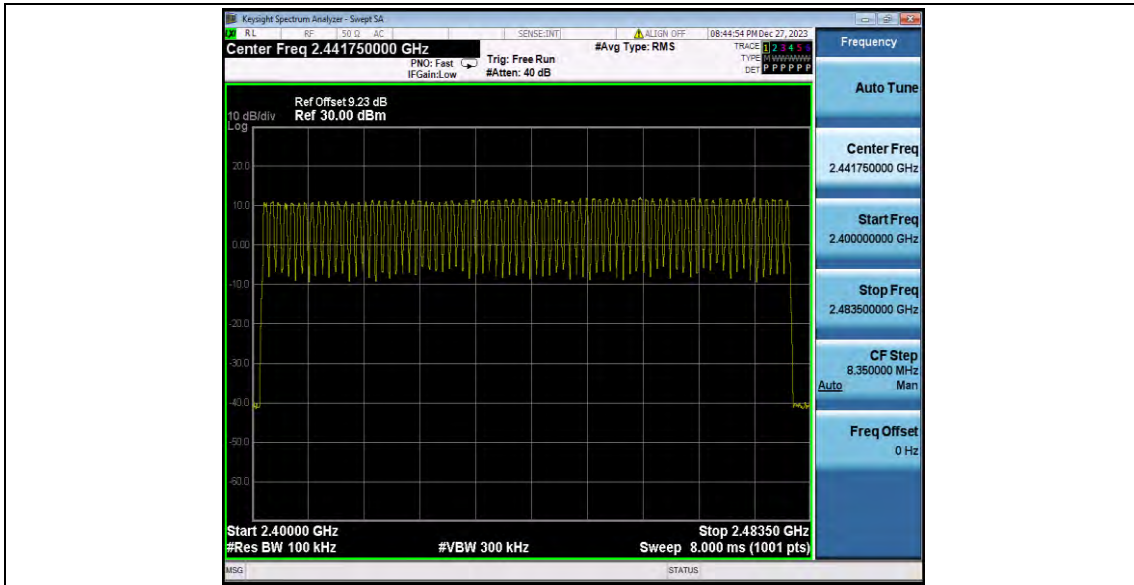 Keysight Spectrum Analyzer - Swept SA
RL RF 50 Ω AC SENSE:INT ALIGN OFF 08:44:54 PM Dec 27, 2023
Center Freq 2.441750000 GHz
#Avg Type: RMS
TRACE 1 2 3 4 5 6
PNO: Fast Trig: Free Run
TYPE M WWWWW
IFGain:Low #Atten: 40 dB
DET P P P P P P
Frequency
Auto Tune
Center Freq
2.441750000 GHz
Start Freq
2.400000000 GHz
Stop Freq
2.483500000 GHz
CF Step
8.350000 MHz
Auto Man
Freq Offset
0 Hz
Ref Offset 9.23 dB
10 dB/div Ref 30.00 dBm
Log
20.0
10.0
0.00
-10.0
-20.0
-30.0
-40.0
-50.0
-60.0
Start 2.40000 GHz Stop 2.48350 GHz
#Res BW 100 kHz #VBW 300 kHz Sweep 8.000 ms (1001 pts)
MSG STATUS